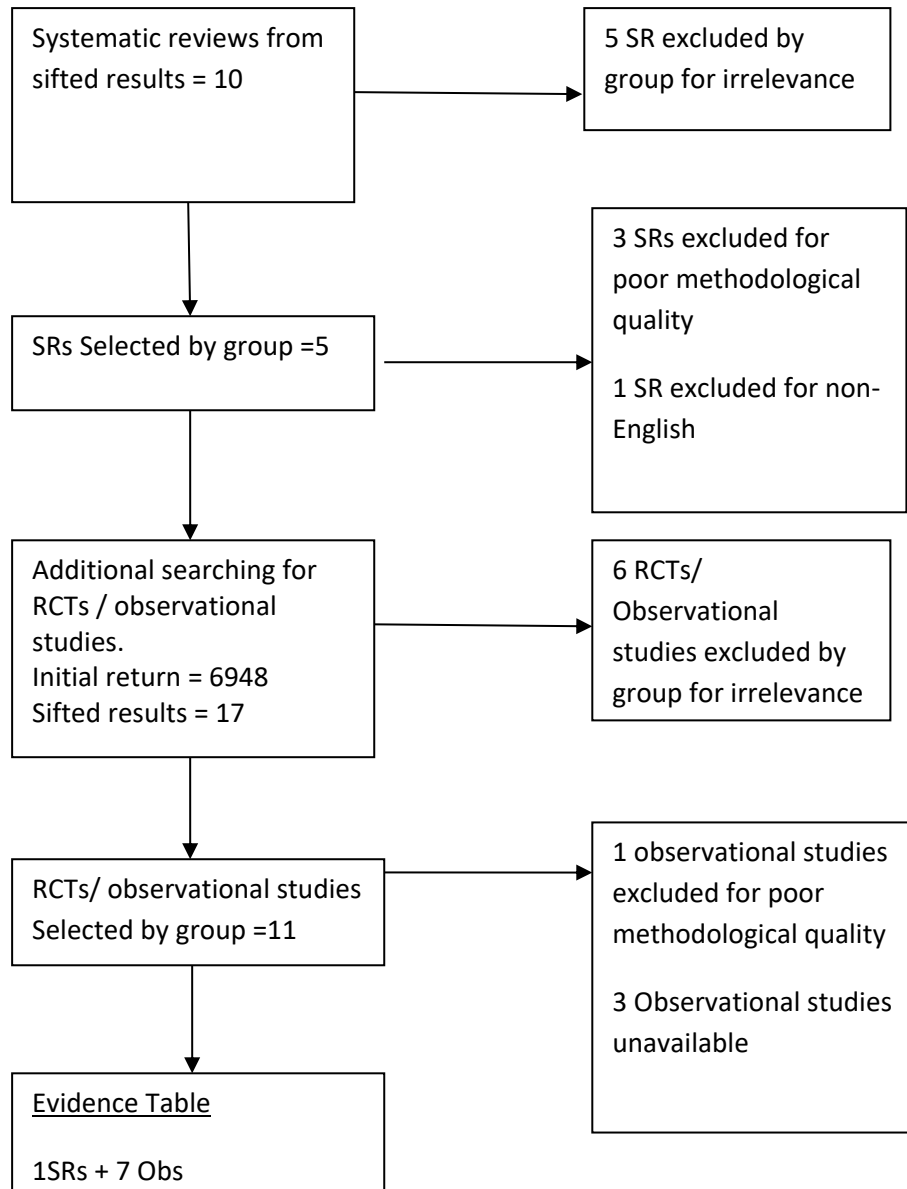 Systematic reviews from
sifted results = 10
5 SR excluded by
group for irrelevance
SRs Selected by group =5
3 SRs excluded for
poor methodological
quality
1 SR excluded for non-
English
Additional searching for
RCTs / observational
studies.
Initial return = 6948
Sifted results = 17
6 RCTs/
Observational
studies excluded by
group for irrelevance
RCTs/ observational studies
Selected by group =11
1 observational studies
excluded for poor
methodological quality
3 Observational studies
unavailable
Evidence Table
1SRs + 7 Obs